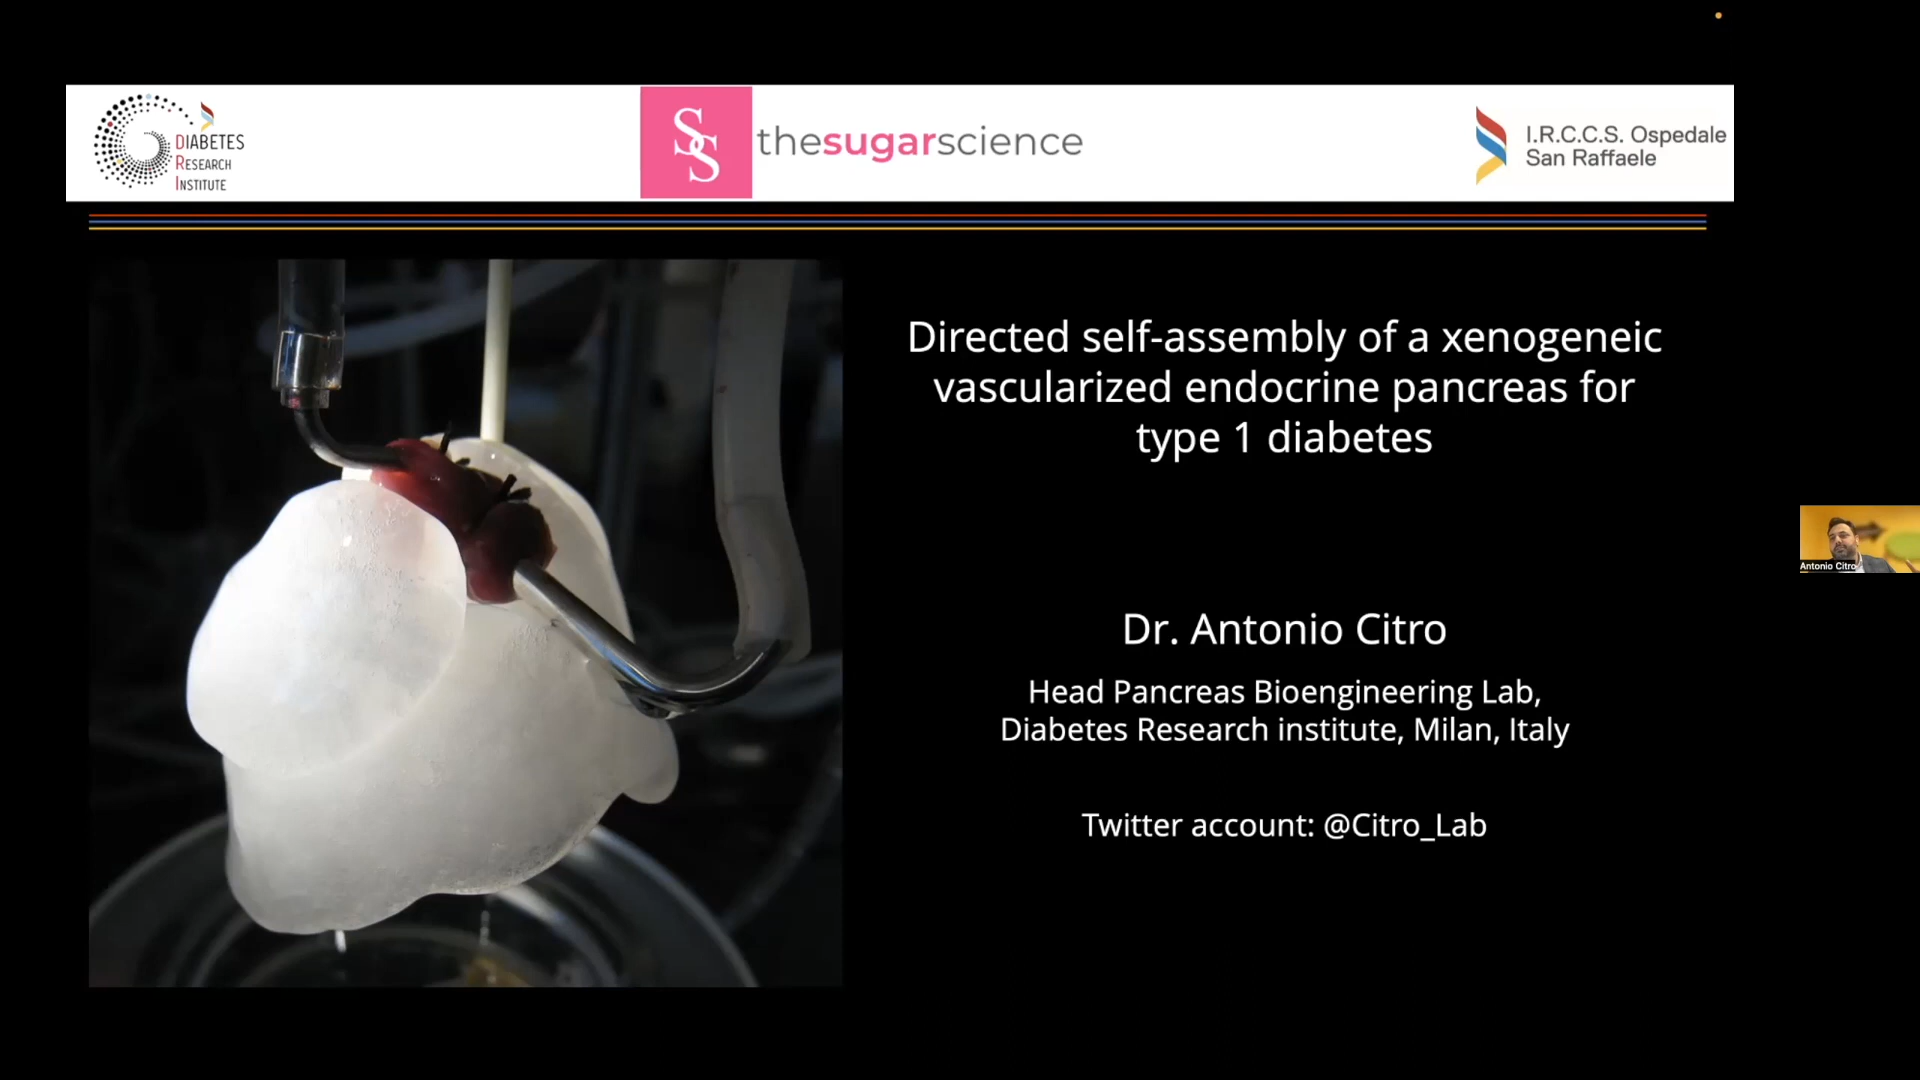 DIABETES
RESEARCH
INSTITUTE
SS
thesugarscience
I.R.C.C.S. Ospedale
San Raffaele
Directed self-assembly of a xenogeneic
vascularized endocrine pancreas for
type 1 diabetes
Dr. Antonio Citro
Head Pancreas Bioengineering Lab,
Diabetes Research institute, Milan, Italy
Twitter account: @Citro_Lab
Antonio Citro